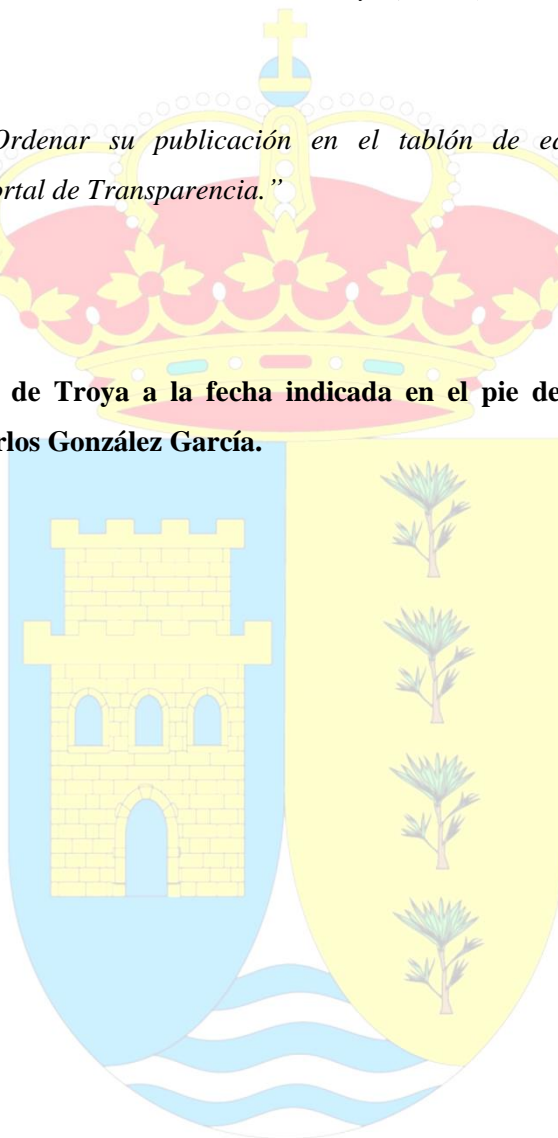 Ordenar su publicación en el tablón de
ortal de Transparencia.”
de Troya a la fecha indicada en el pie de
rlos González García.